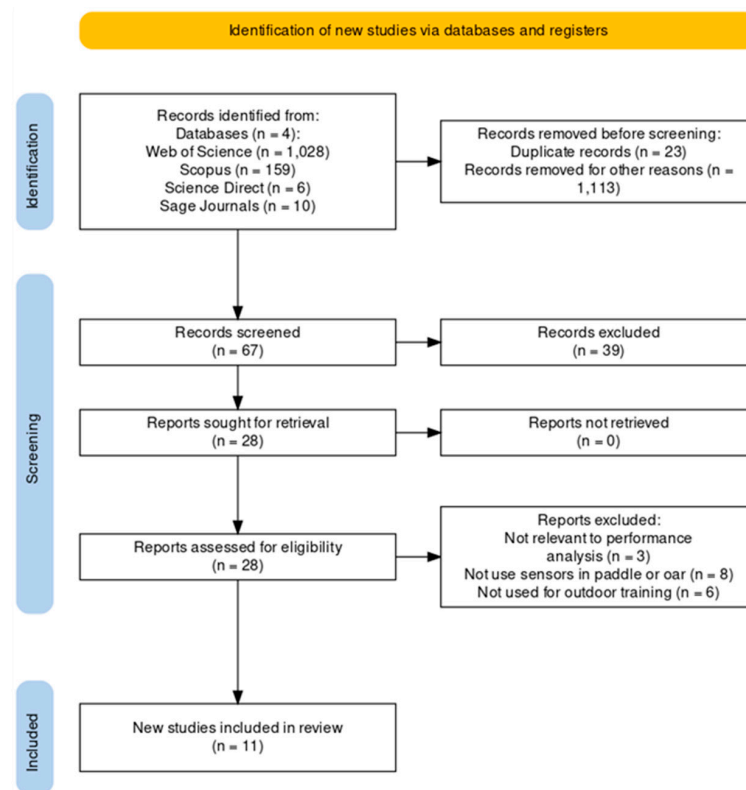 Identification of new studies via databases and registers
Identification
Records identified from:
Databases (n = 4):
Web of Science (n = 1,028)
Scopus (n = 159)
Science Direct (n = 6)
Sage Journals (n = 10)
Records removed before screening:
Duplicate records (n = 23)
Records removed for other reasons (n =
1,113)
Screening
Records screened
(n = 67)
Records excluded
(n = 39)
Reports sought for retrieval
(n = 28)
Reports not retrieved
(n = 0)
Reports assessed for eligibility
(n = 28)
Reports excluded:
Not relevant to performance
analysis (n = 3)
Not use sensors in paddle or oar (n = 8)
Not used for outdoor training (n = 6)
Included
New studies included in review
(n = 11)